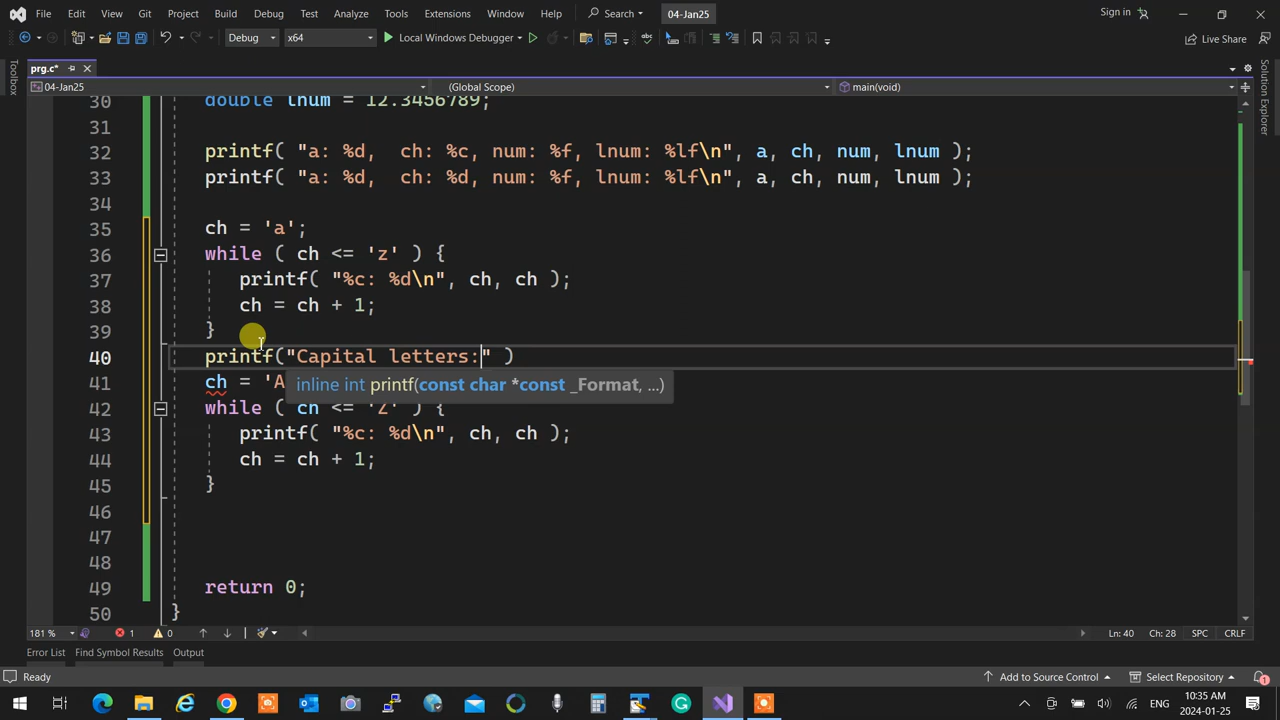 File Edit View Git Project Build Debug Test Analyze Tools Extensions Window Help Search 04-Jan25 Sign in
Debug x64 Local Windows Debugger Live Share
Toolbox
prg.c*
Solution Explorer
04-Jan25 (Global Scope) main(void)
30 double lnum = 12.3456789;
31
32 printf( "a: %d,  ch: %c, num: %f, lnum: %lf\n", a, ch, num, lnum );
33 printf( "a: %d,  ch: %d, num: %f, lnum: %lf\n", a, ch, num, lnum );
34
35 ch = 'a';
36 while ( ch <= 'z' ) {
37 printf( "%c: %d\n", ch, ch );
38 ch = ch + 1;
39 }
40 printf("Capital letters:" )
41 ch = 'A
inline int printf(const char *const _Format, ...)
42 while ( ch <= 'Z' ) {
43 printf( "%c: %d\n", ch, ch );
44 ch = ch + 1;
45 }
46
47
48
49 return 0;
50 }
181 % 1 0 Ln: 40 Ch: 28 SPC CRLF
Error List Find Symbol Results Output
Ready Add to Source Control Select Repository 1
ENG 10:35 AM
2024-01-25